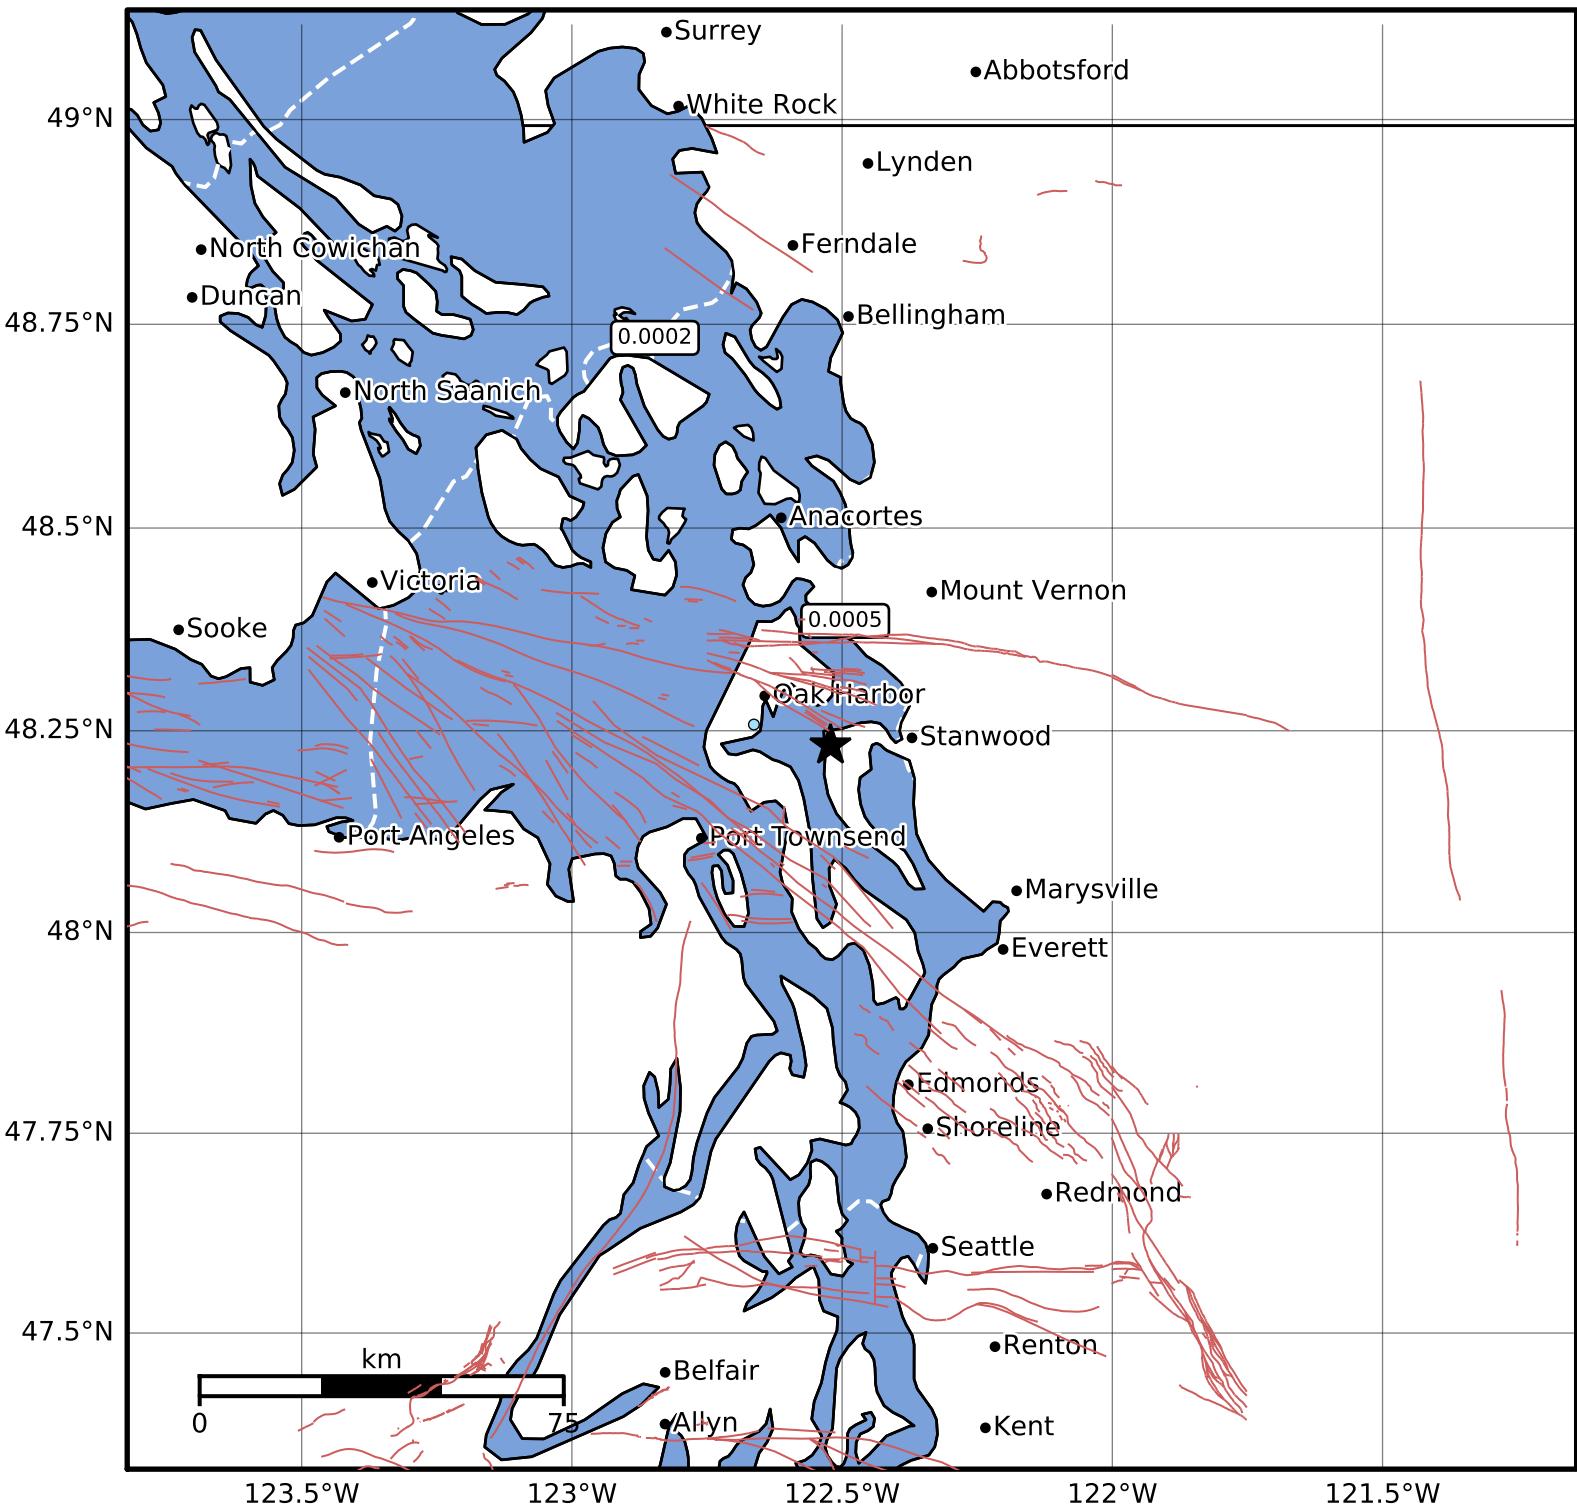 Surrey
Abbotsford
White Rock
49°N
Lynden
Ferndale
North Cowichan
Duncan
Bellingham
48.75°N
0.0002
North Saanich
Anacortes
48.5°N
Victoria
Mount Vernon
0.0005
Sooke
Oak Harbor
48.25°N
Stanwood
Port Angeles
Port Townsend
Marysville
48°N
Everett
Edmonds
Shoreline
47.75°N
Redmond
Seattle
47.5°N
Renton
km
Belfair
0 75
Allyn
Kent
123.5°W 123°W 122.5°W 122°W 121.5°W